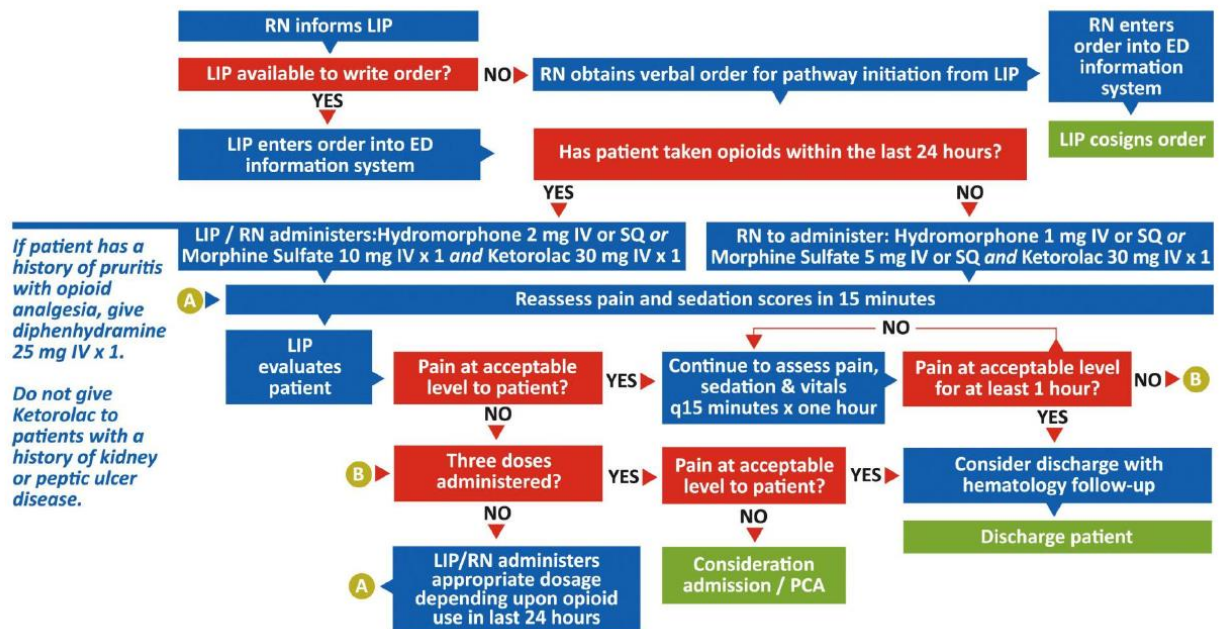 RN informs LIP
LIP available to write order?
NO
RN obtains verbal order for pathway initiation from LIP
RN enters
order into ED
information
system
YES
LIP enters order into ED
information system
Has patient taken opioids within the last 24 hours?
LIP cosigns order
YES
NO
If patient has a
history of pruritis
with opioid
analgesia, give
diphenhydramine
25 mg IV x 1.
Do not give
Ketorolac to
patients with a
history of kidney
or peptic ulcer
disease.
LIP / RN administers:Hydromorphone 2 mg IV or SQ or
Morphine Sulfate 10 mg IV x 1 and Ketorolac 30 mg IV x 1
RN to administer: Hydromorphone 1 mg IV or SQ or
Morphine Sulfate 5 mg IV or SQ and Ketorolac 30 mg IV x 1
A
Reassess pain and sedation scores in 15 minutes
NO
LIP
evaluates
patient
Pain at acceptable
level to patient?
YES
Continue to assess pain,
sedation & vitals
q15 minutes x one hour
Pain at acceptable level
for at least 1 hour?
NO
B
NO
YES
B
Three doses
administered?
YES
Pain at acceptable
level to patient?
YES
Consider discharge with
hematology follow-up
NO
NO
Discharge patient
A
LIP/RN administers
appropriate dosage
depending upon opioid
use in last 24 hours
Consideration
admission / PCA